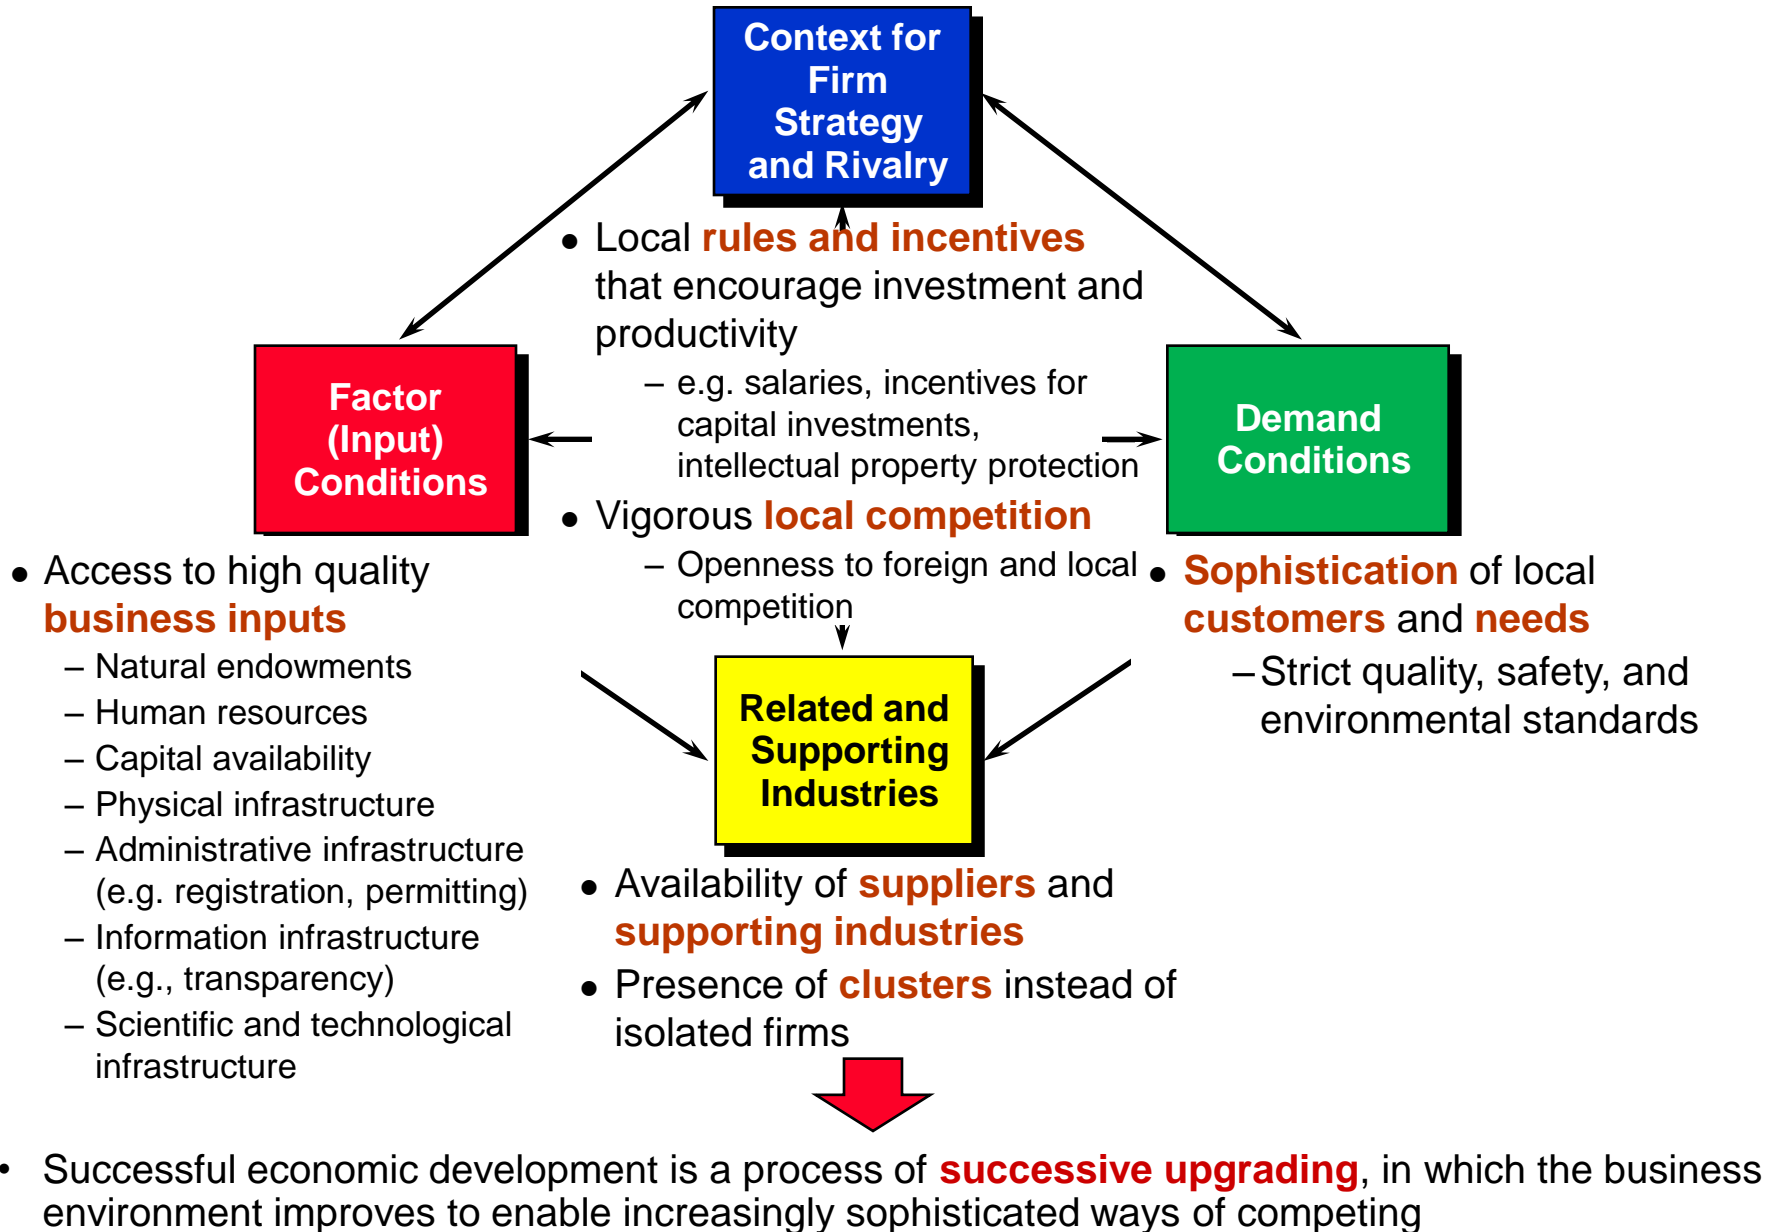 Context for
Firm
Strategy
and Rivalry
● Local rules and incentives
that encourage investment and
productivity
– e.g. salaries, incentives for
capital investments,
intellectual property protection
● Vigorous local competition
– Openness to foreign and local
competition
Factor
(Input)
Conditions
● Access to high quality
business inputs
– Natural endowments
– Human resources
– Capital availability
– Physical infrastructure
– Administrative infrastructure
(e.g. registration, permitting)
– Information infrastructure
(e.g., transparency)
– Scientific and technological
infrastructure
Demand
Conditions
● Sophistication of local
customers and needs
– Strict quality, safety, and
environmental standards
Related and
Supporting
Industries
● Availability of suppliers and
supporting industries
● Presence of clusters instead of
isolated firms
• Successful economic development is a process of successive upgrading, in which the business
environment improves to enable increasingly sophisticated ways of competing